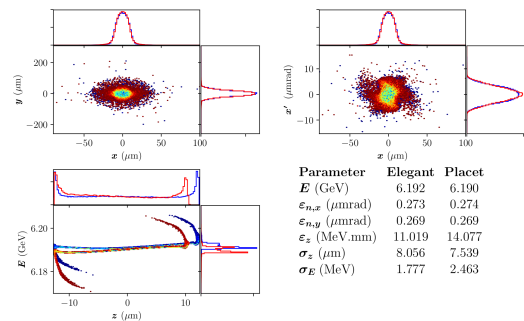 200
0
−200
y (μm)
−50
0
50
100
x (μm)
10
0
−10
x′ (μmrad)
−50
0
50
100
x (μm)
6.20
6.18
E (GeV)
−10
0
10
z (μm)
Parameter Elegant Placet
E (GeV) 6.192 6.190
εn,x (μmrad) 0.273 0.274
εn,y (μmrad) 0.269 0.269
εz (MeV.mm) 11.019 14.077
σz (μm) 8.056 7.539
σE (MeV) 1.777 2.463